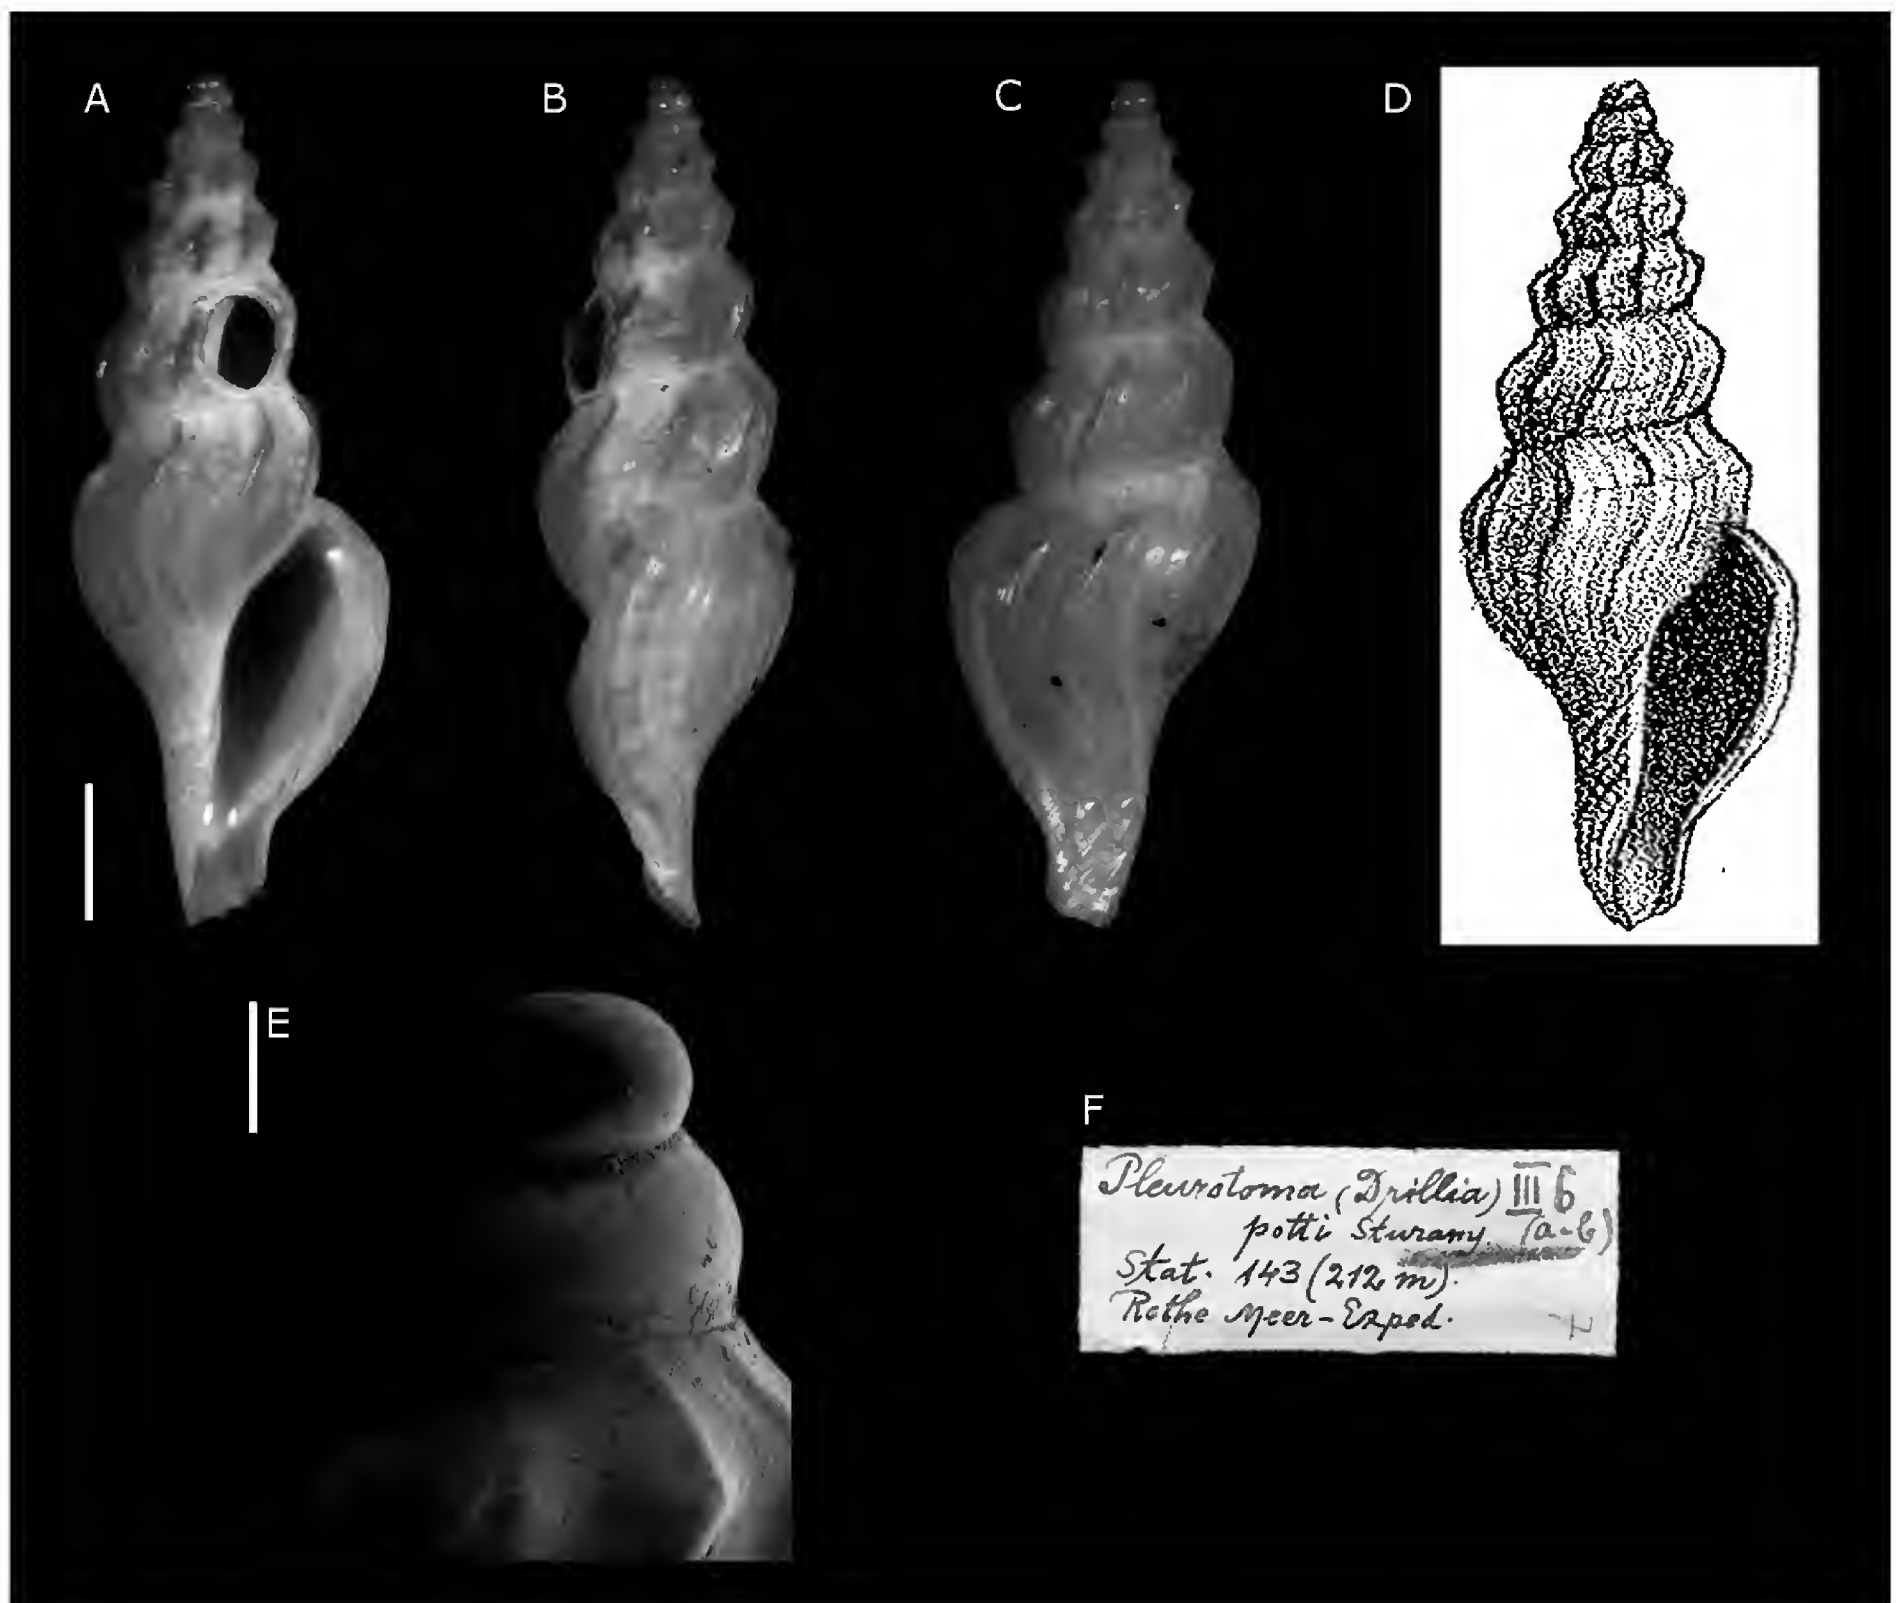 A
B
C
D
E
F
Pleurotoma (Drillia) III 6
potti Sturany. (a-b)
Stat. 143 (212 m).
Rothe Meer-Exped.